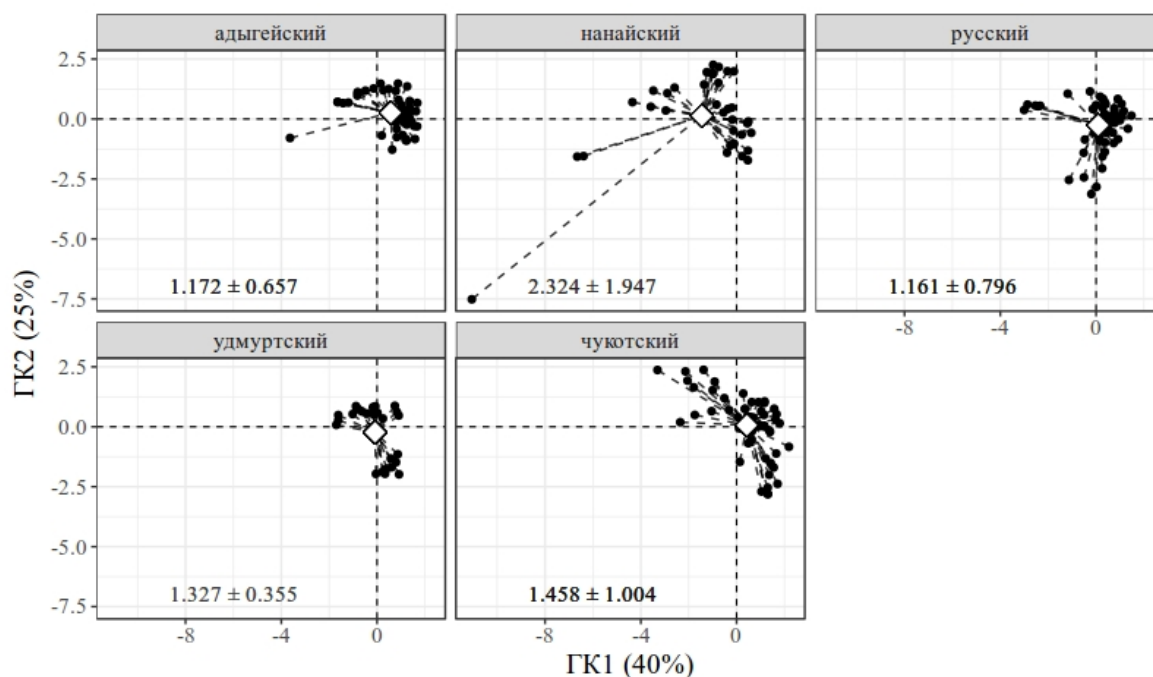 адыгейский
нанайский
русский
2.5
0.0
-2.5
-5.0
-7.5
1.172 ± 0.657
2.324 ± 1.947
1.161 ± 0.796
-8
-4
0
удмуртский
чукотский
2.5
0.0
-2.5
-5.0
-7.5
1.327 ± 0.355
1.458 ± 1.004
-8
-4
0
-8
-4
0
ГК1 (40%)
ГК2 (25%)